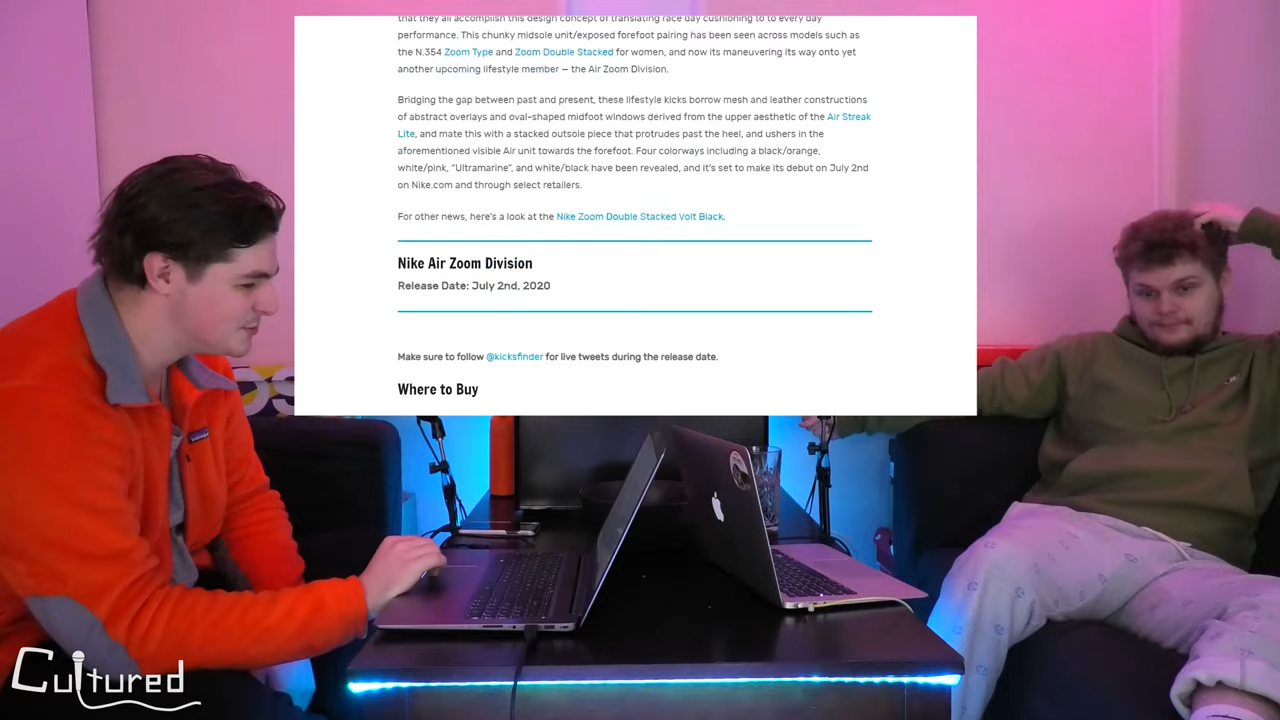 that they all accomplish this design concept of translating race day cushioning to to every day
performance. This chunky midsole unit/exposed forefoot pairing has been seen across models such as
the N.354 Zoom Type and Zoom Double Stacked for women, and now its maneuvering its way onto yet
another upcoming lifestyle member — the Air Zoom Division.
Bridging the gap between past and present, these lifestyle kicks borrow mesh and leather constructions
of abstract overlays and oval-shaped midfoot windows derived from the upper aesthetic of the Air Streak
Lite, and mate this with a stacked outsole piece that protrudes past the heel, and ushers in the
aforementioned visible Air unit towards the forefoot. Four colorways including a black/orange,
white/pink, "Ultramarine", and white/black have been revealed, and it's set to make its debut on July 2nd
on Nike.com and through select retailers.
For other news, here's a look at the Nike Zoom Double Stacked Volt Black.
Nike Air Zoom Division
Release Date: July 2nd, 2020
Make sure to follow @kicksfinder for live tweets during the release date.
Where to Buy
Cultured